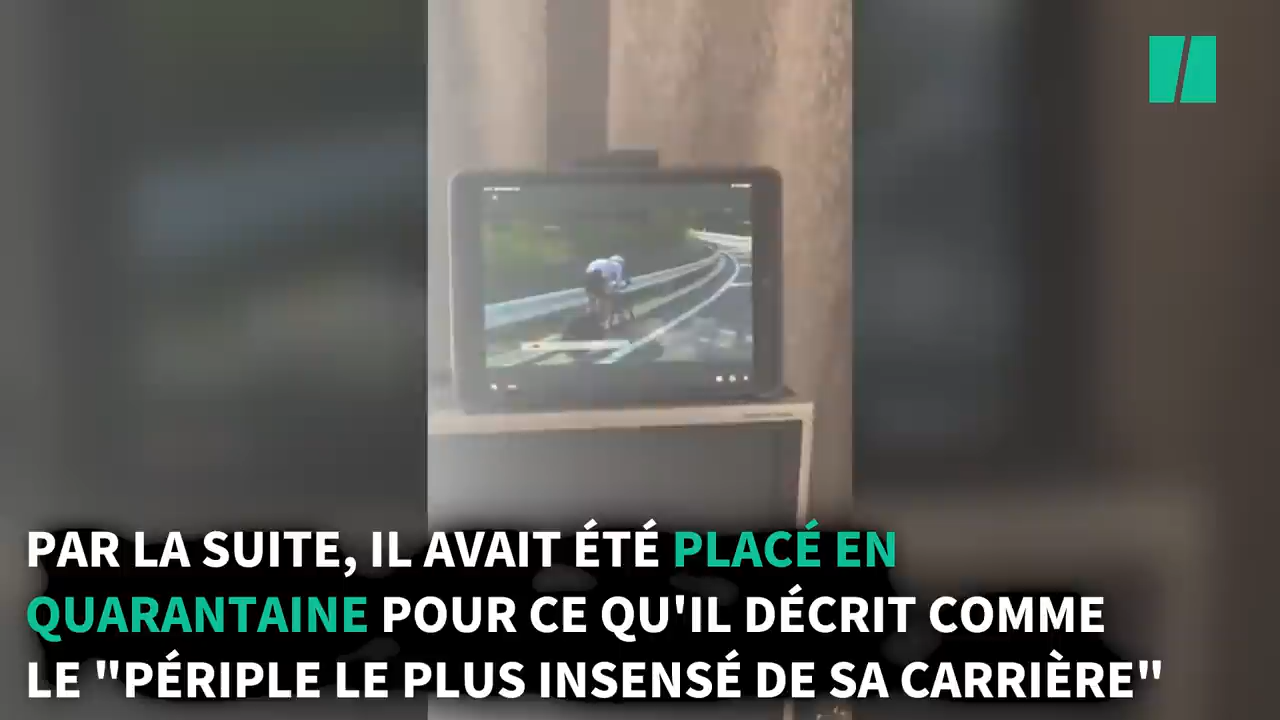 PAR LA SUITE, IL AVAIT ÉTÉ PLACÉ EN
QUARANTAINE POUR CE QU'IL DÉCRIT COMME
LE "PÉRIPLE LE PLUS INSENSÉ DE SA CARRIÈRE"